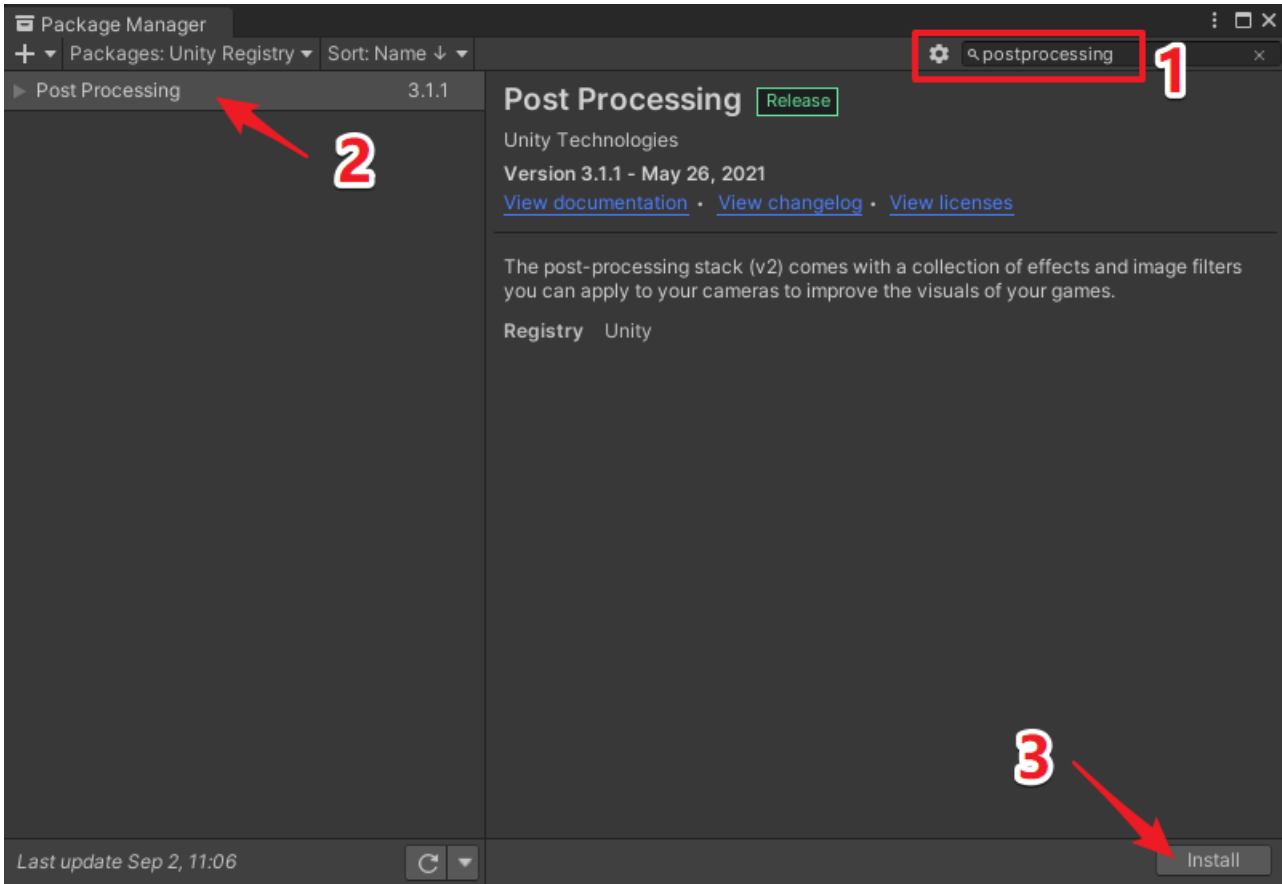 Package Manager
Packages: Unity Registry Sort: Name ↓
postprocessing
1
Post Processing 3.1.1
2
Post Processing Release
Unity Technologies
Version 3.1.1 - May 26, 2021
View documentation • View changelog • View licenses
The post-processing stack (v2) comes with a collection of effects and image filters
you can apply to your cameras to improve the visuals of your games.
Registry Unity
3
Last update Sep 2, 11:06
Install